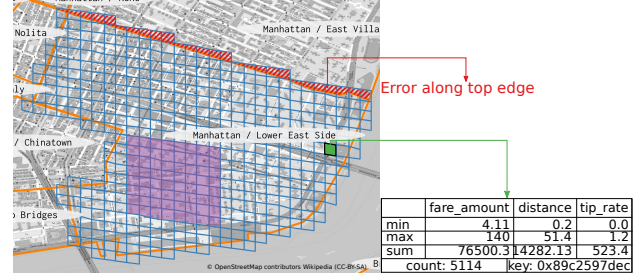 Manhattan / East Villa
Nolita
ly
Error along top edge
Manhattan / Lower East Side
/ Chinatown
fare_amount distance tip_rate
min 4.11 0.2 0.0
max 140 51.4 1.2
sum 76500.3 14282.13 523.4
count: 5114 key: 0x89c2597dec
o Bridges
© OpenStreetMap contributors Wikipedia (CC-BY-SA)
B